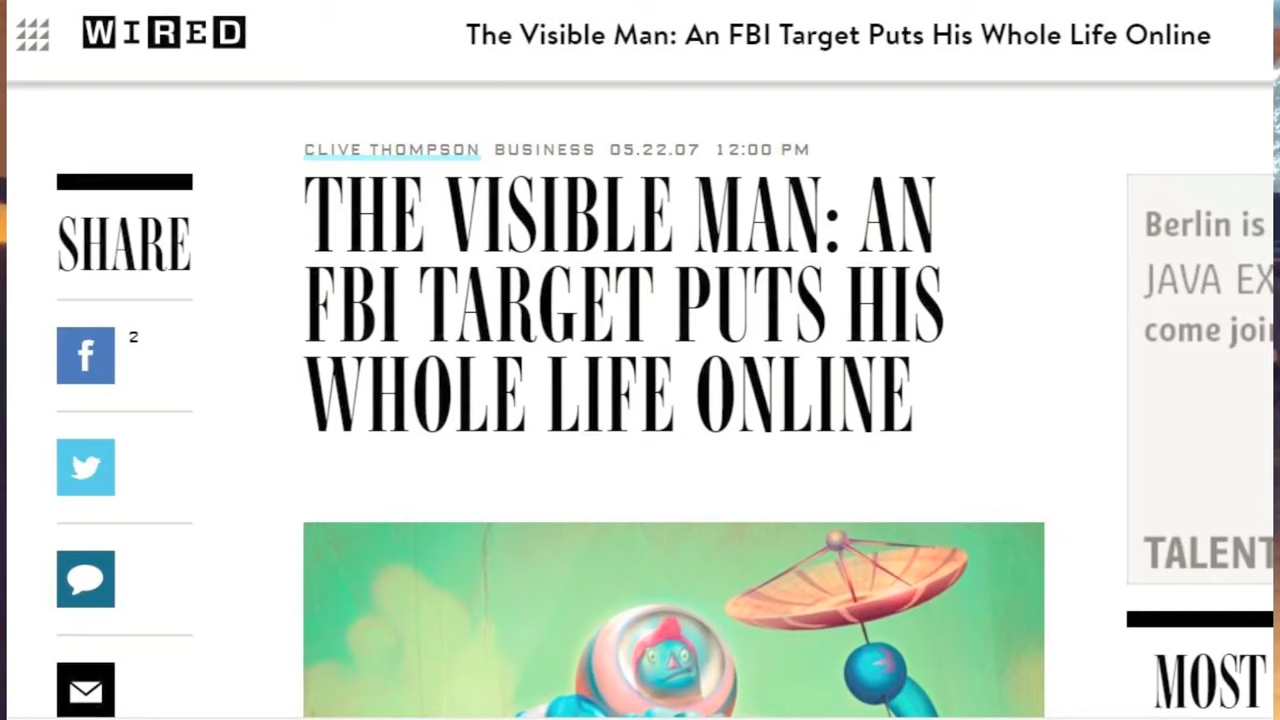 WIRED
The Visible Man: An FBI Target Puts His Whole Life Online
CLIVE THOMPSON BUSINESS 05.22.07 12:00 PM
THE VISIBLE MAN: AN
FBI TARGET PUTS HIS
WHOLE LIFE ONLINE
SHARE
f 2
Berlin is
JAVA EX
come joi
TALENT
MOST